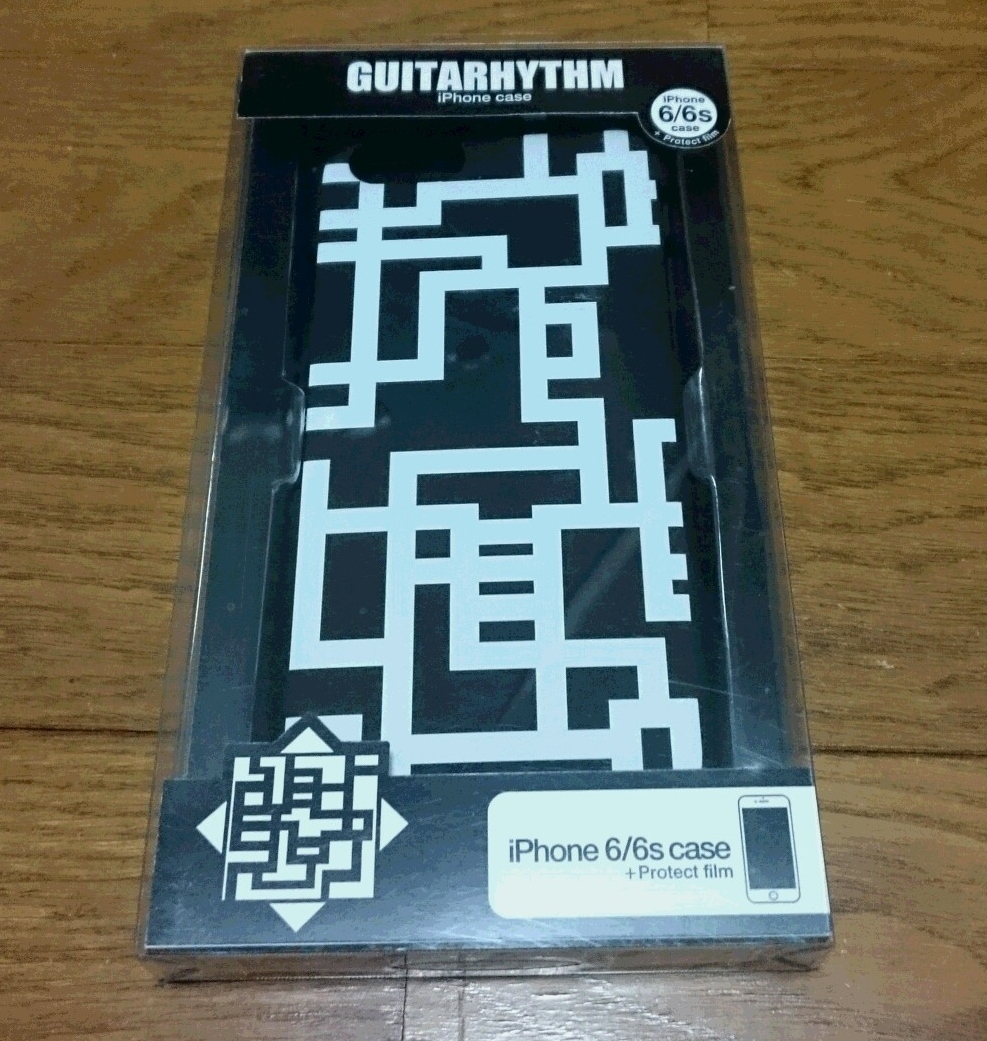 GUITARHYTHM
iPhone case
iPhone
6/6s
case
+ Protect film
iPhone 6/6s case
+Protect film